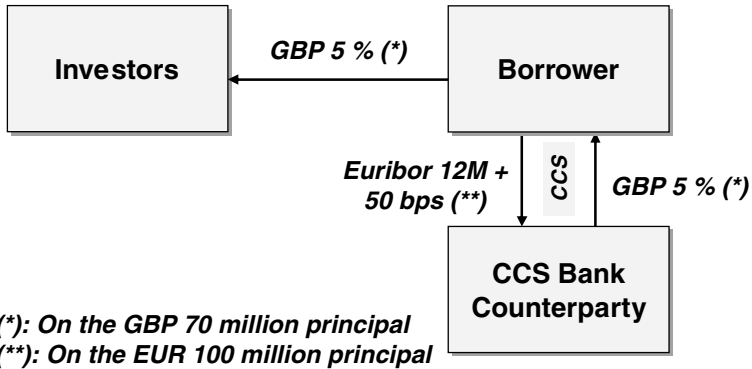 GBP 5 % (*)
Investors
Borrower
Euribor 12M +
50 bps (**)
CCS
GBP 5 % (*)
CCS Bank
Counterparty
(*): On the GBP 70 million principal
(**): On the EUR 100 million principal